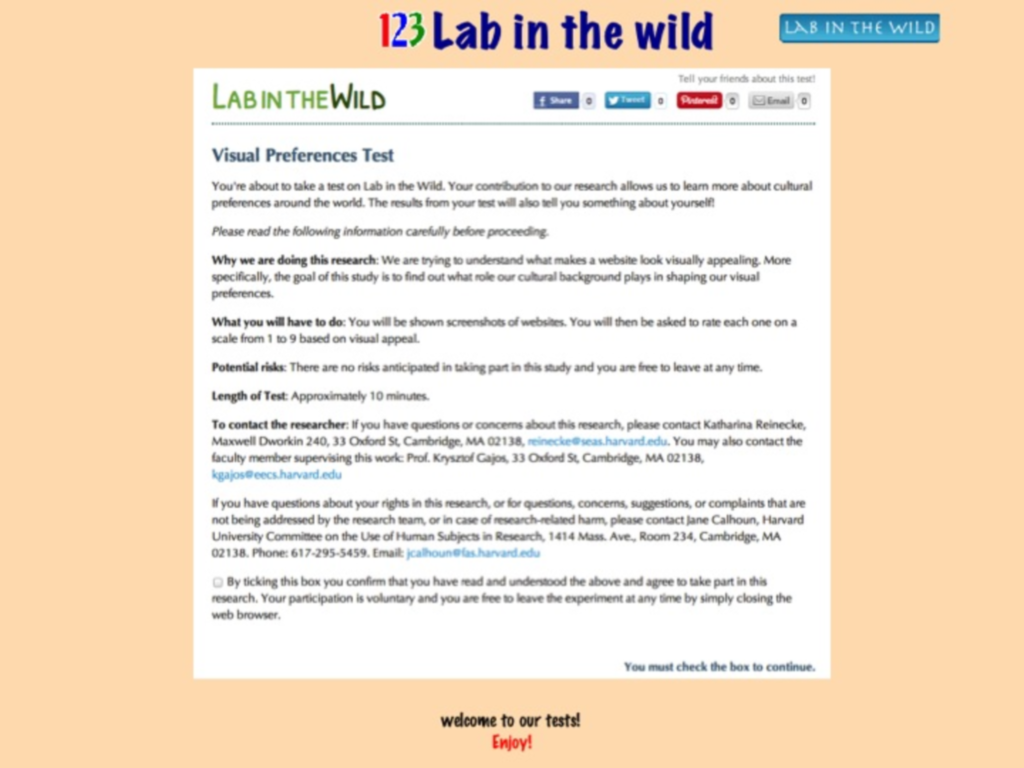 123 Lab in the wild
LAB IN THE WILD
Tell your friends about this test!
LABINTHEWILD
Share 0 Tweet 0 Pinterest 0 Email 0
Visual Preferences Test
You're about to take a test on Lab in the Wild. Your contribution to our research allows us to learn more about cultural
preferences around the world. The results from your test will also tell you something about yourself!
Please read the following information carefully before proceeding.
Why we are doing this research: We are trying to understand what makes a website look visually appealing. More
specifically, the goal of this study is to find out what role our cultural background plays in shaping our visual
preferences.
What you will have to do: You will be shown screenshots of websites. You will then be asked to rate each one on a
scale from 1 to 9 based on visual appeal.
Potential risks: There are no risks anticipated in taking part in this study and you are free to leave at any time.
Length of Test: Approximately 10 minutes.
To contact the researcher: If you have questions or concerns about this research, please contact Katharina Reinecke,
Maxwell Dworkin 240, 33 Oxford St, Cambridge, MA 02138, reinecke@seas.harvard.edu. You may also contact the
faculty member supervising this work: Prof. Krysztof Gajos, 33 Oxford St, Cambridge, MA 02138,
kgajos@eecs.harvard.edu
If you have questions about your rights in this research, or for questions, concerns, suggestions, or complaints that are
not being addressed by the research team, or in case of research-related harm, please contact Jane Calhoun, Harvard
University Committee on the Use of Human Subjects in Research, 1414 Mass. Ave., Room 234, Cambridge, MA
02138. Phone: 617-295-5459. Email: jcalhoun@fas.harvard.edu
By ticking this box you confirm that you have read and understood the above and agree to take part in this
research. Your participation is voluntary and you are free to leave the experiment at any time by simply closing the
web browser.
You must check the box to continue.
welcome to our tests!
Enjoy!